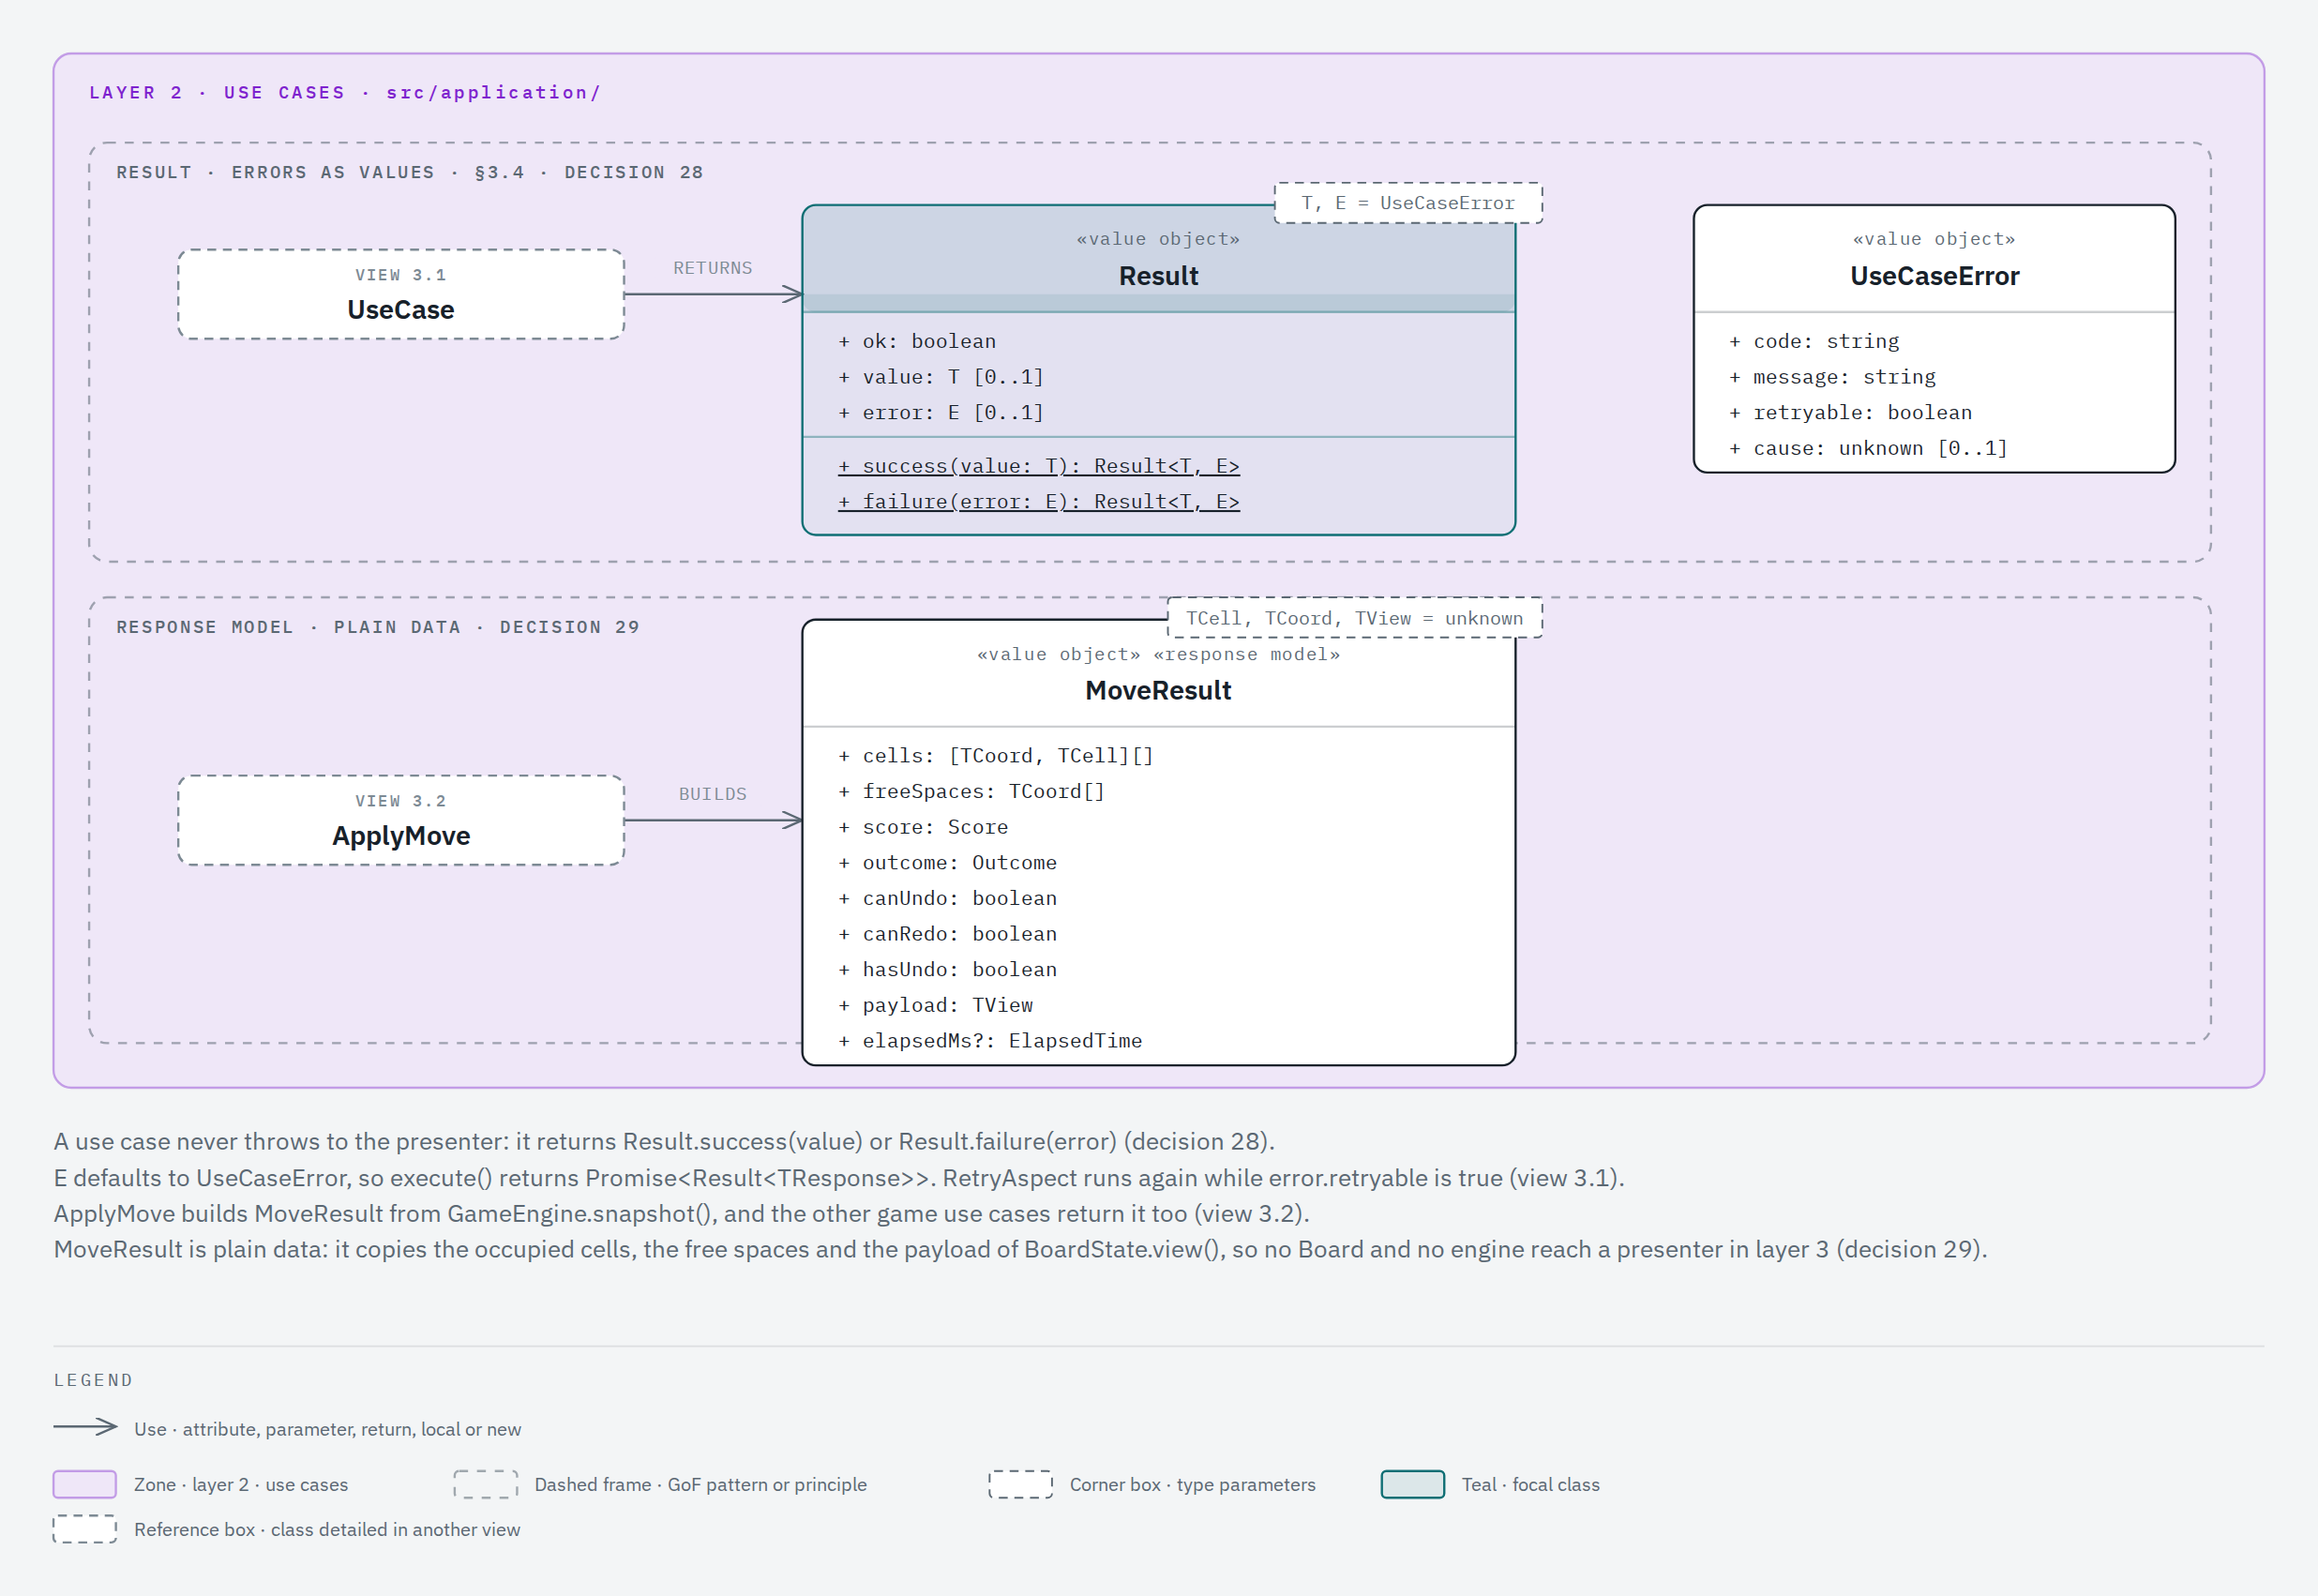 LAYER 2 · USE CASES · src/application/
RESULT · ERRORS AS VALUES · §3.4 · DECISION 28
VIEW 3.1
UseCase
RETURNS
T, E = UseCaseError
«value object»
Result
+ ok: boolean
+ value: T [0..1]
+ error: E [0..1]
+ success(value: T): Result<T, E>
+ failure(error: E): Result<T, E>
«value object»
UseCaseError
+ code: string
+ message: string
+ retryable: boolean
+ cause: unknown [0..1]
RESPONSE MODEL · PLAIN DATA · DECISION 29
VIEW 3.2
ApplyMove
BUILDS
TCell, TCoord, TView = unknown
«value object» «response model»
MoveResult
+ cells: [TCoord, TCell][]
+ freeSpaces: TCoord[]
+ score: Score
+ outcome: Outcome
+ canUndo: boolean
+ canRedo: boolean
+ hasUndo: boolean
+ payload: TView
+ elapsedMs?: ElapsedTime
A use case never throws to the presenter: it returns Result.success(value) or Result.failure(error) (decision 28).
E defaults to UseCaseError, so execute() returns Promise<Result<TResponse>>. RetryAspect runs again while error.retryable is true (view 3.1).
ApplyMove builds MoveResult from GameEngine.snapshot(), and the other game use cases return it too (view 3.2).
MoveResult is plain data: it copies the occupied cells, the free spaces and the payload of BoardState.view(), so no Board and no engine reach a presenter in layer 3 (decision 29).
LEGEND
Use · attribute, parameter, return, local or new
Zone · layer 2 · use cases
Dashed frame · GoF pattern or principle
Corner box · type parameters
Teal · focal class
Reference box · class detailed in another view